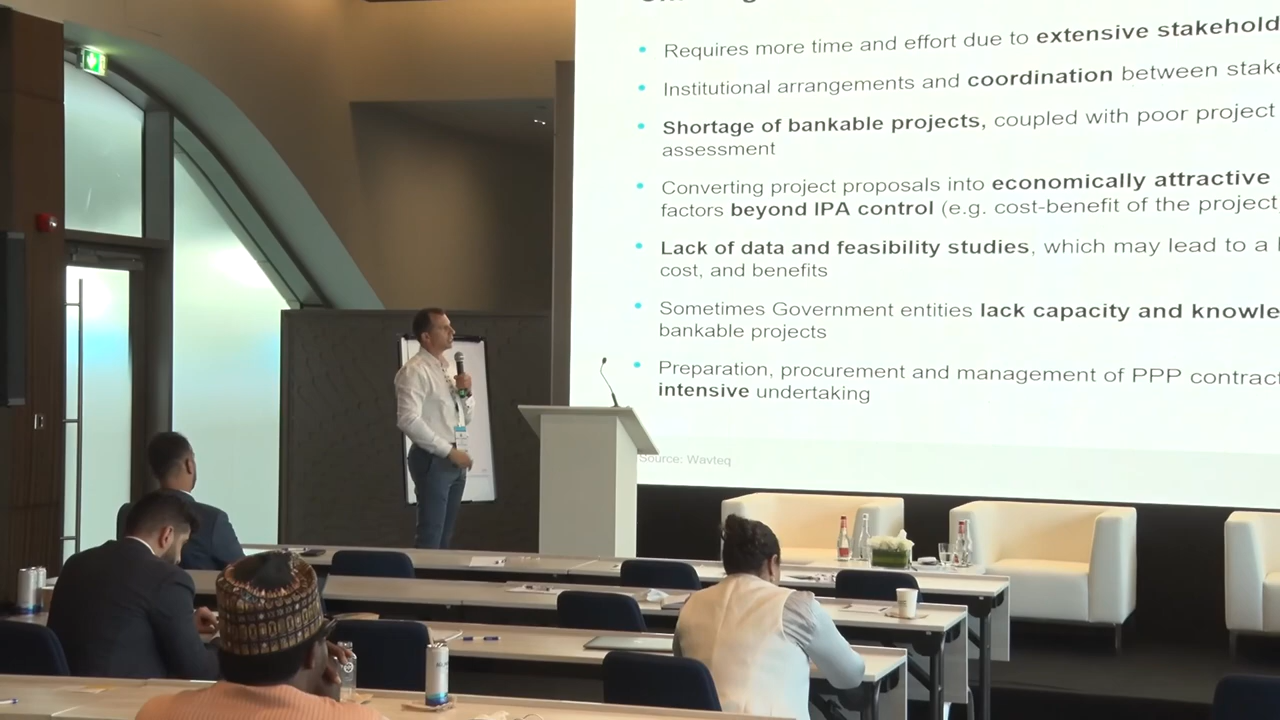 Requires more time and effort due to extensive stakehold
Institutional arrangements and coordination between stake
Shortage of bankable projects, coupled with poor project
assessment
Converting project proposals into economically attractive
factors beyond IPA control (e.g. cost-benefit of the project
Lack of data and feasibility studies, which may lead to a
cost, and benefits
Sometimes Government entities lack capacity and knowle
bankable projects
Preparation, procurement and management of PPP contract
intensive undertaking
Source: Wavteq